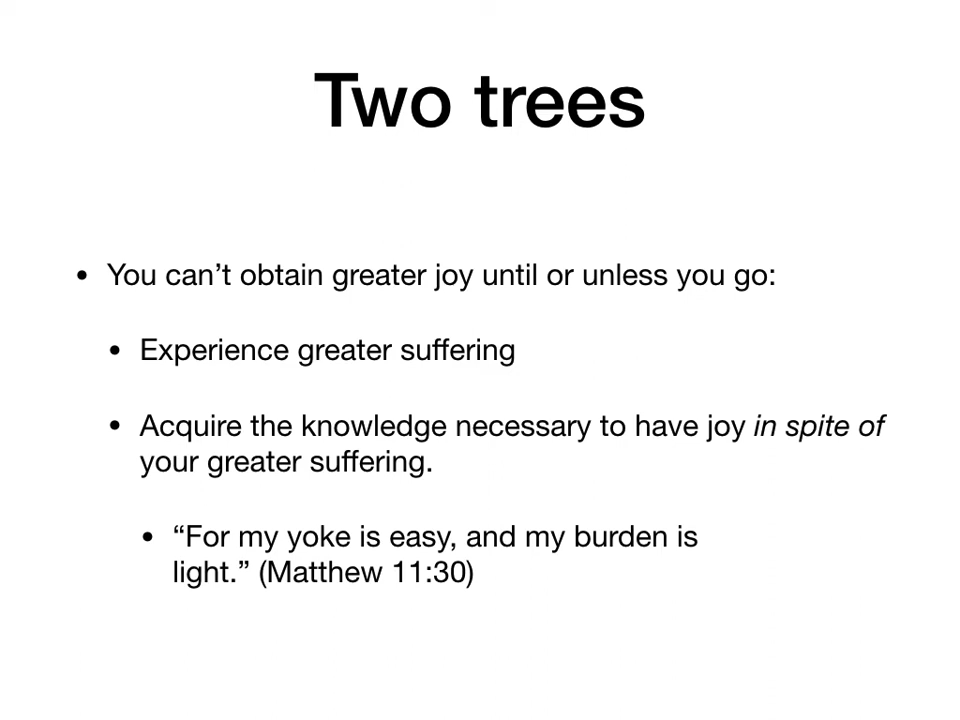 Two trees
• You can’t obtain greater joy until or unless you go:
• Experience greater suffering
• Acquire the knowledge necessary to have joy in spite of
your greater suffering.
• “For my yoke is easy, and my burden is
light.” (Matthew 11:30)